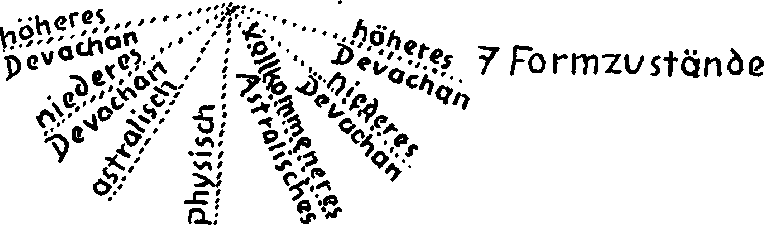 höheres
Devachan
niederes
Devachan
astralisch
physisch
vollkommeneres
Astralisches
niederes
Devachan
höheres
Devachan
7 Formzustände